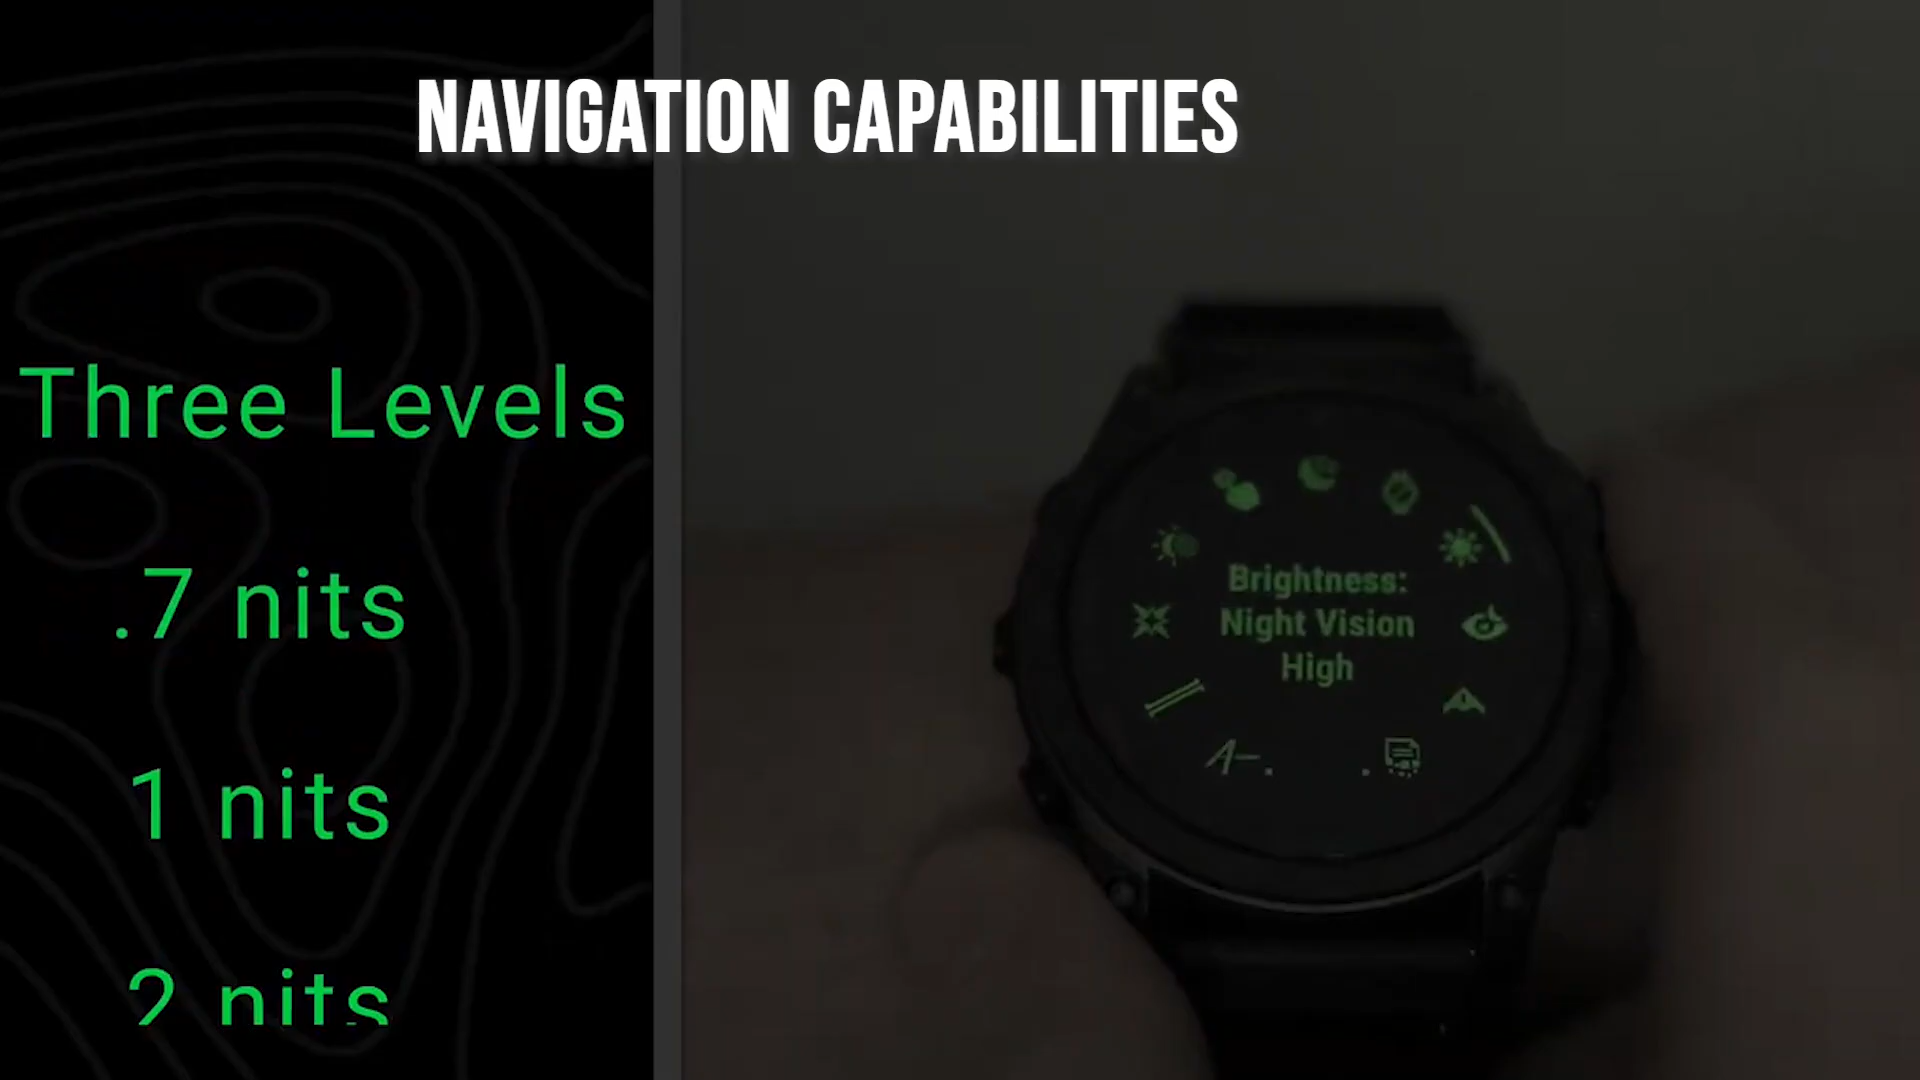 NAVIGATION CAPABILITIES
Three Levels
.7 nits
1 nits
2 nits
Brightness:
Night Vision
High